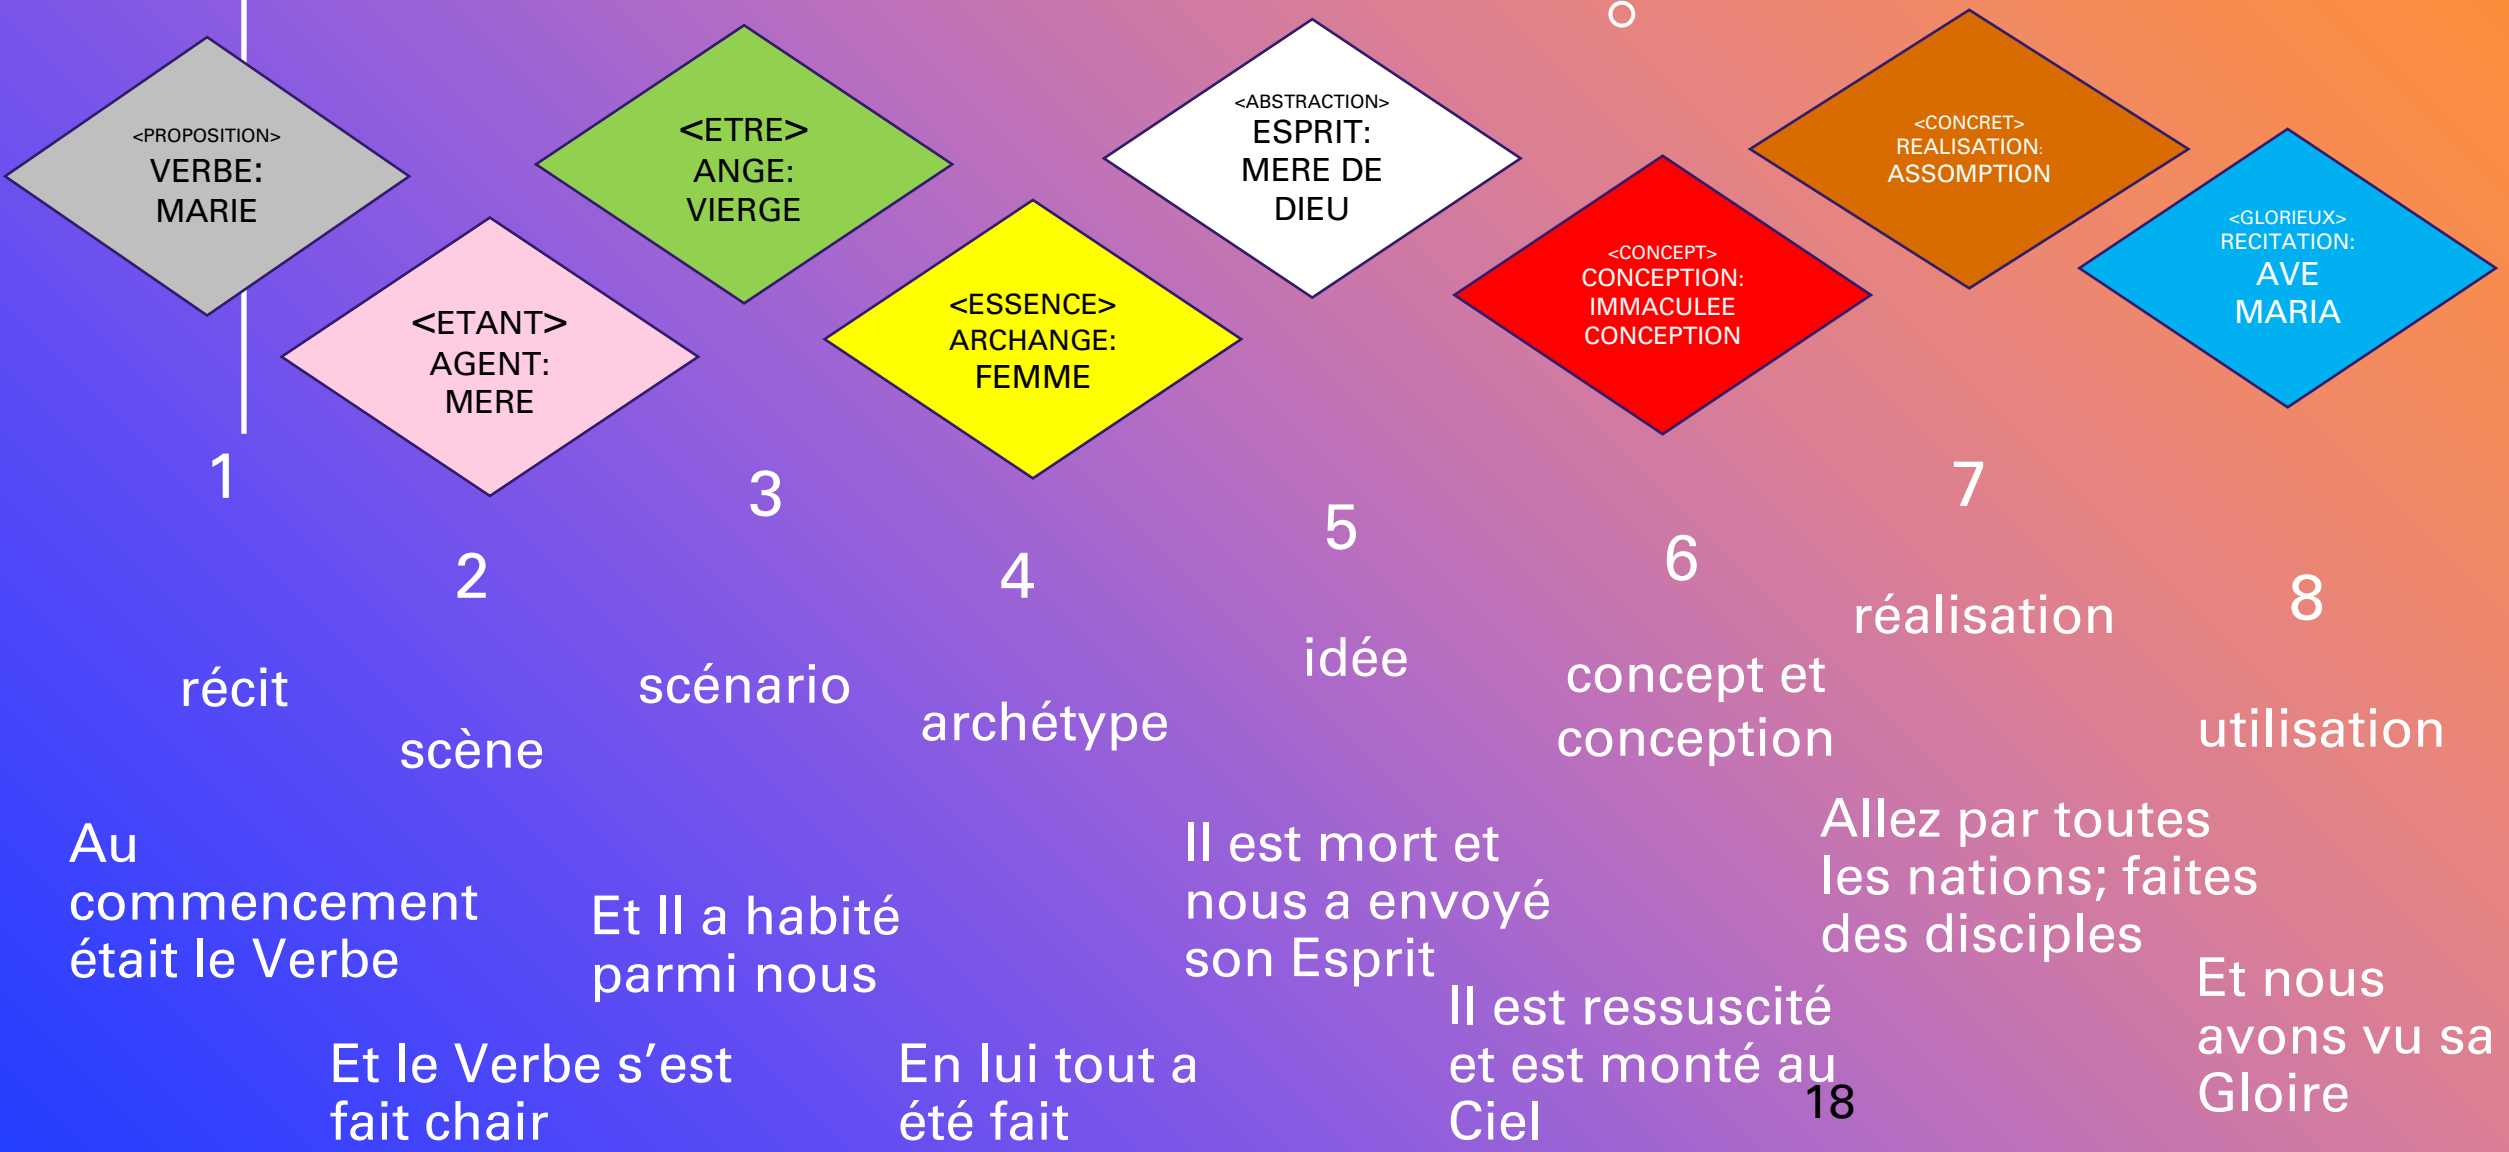 <PROPOSITION>
VERBE:
MARIE
<ETANT>
AGENT:
MERE
<ETRE>
ANGE:
VIERGE
<ESSENCE>
ARCHANGE:
FEMME
<ABSTRACTION>
ESPRIT:
MERE DE
DIEU
<CONCEPT>
CONCEPTION:
IMMACULEE
CONCEPTION
<CONCRET>
REALISATION:
ASSOMPTION
<GLORIEUX>
RECITATION:
AVE
MARIA
1
2
3
4
5
6
7
8
récit
scène
scénario
archétype
idée
concept et
conception
réalisation
utilisation
Au
commencement
était le Verbe
Et le Verbe s’est
fait chair
Et Il a habité
parmi nous
En lui tout a
été fait
Il est mort et
nous a envoyé
son Esprit
Il est ressuscité
et est monté au
Ciel
Allez par toutes
les nations; faites
des disciples
Et nous
avons vu sa
Gloire
18